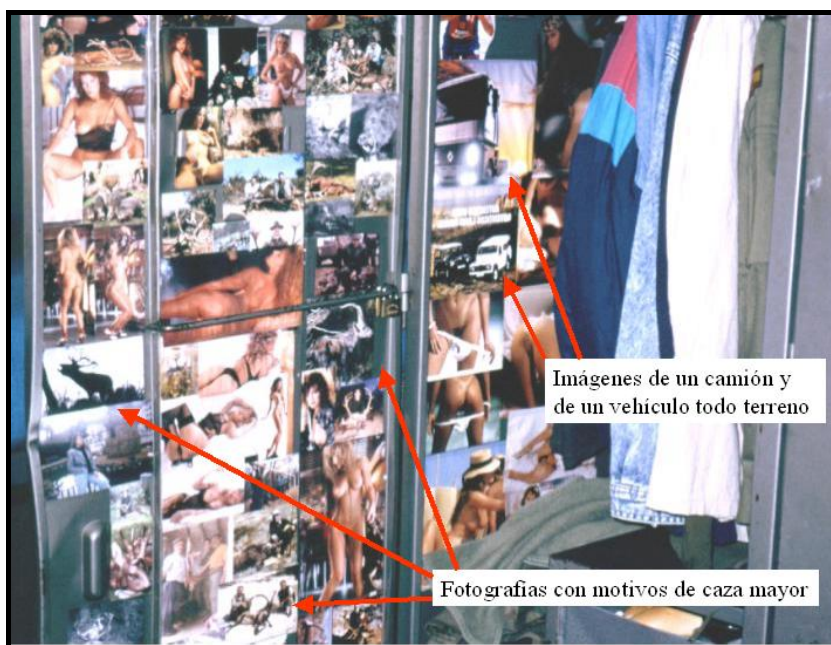 Imágenes de un camión y
de un vehículo todo terreno
Fotografías con motivos de caza mayor